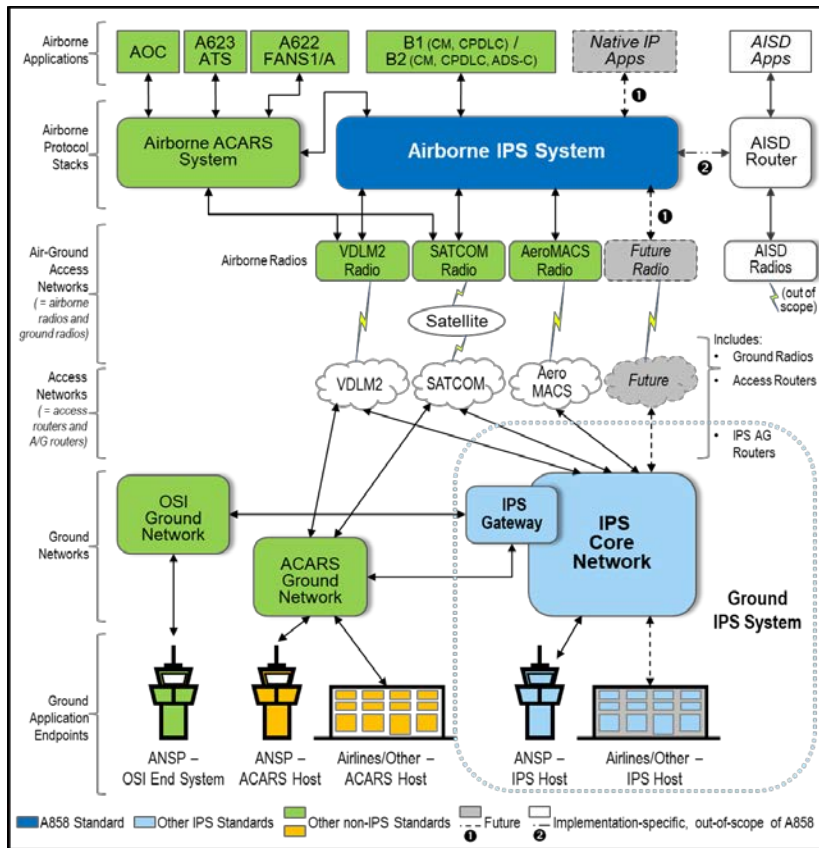 Airborne
Applications
AOC
A623
ATS
A622
FANS1/A
B1 (CM, CPDLC) /
B2 (CM, CPDLC, ADS-C)
Native IP
Apps
AISD
Apps
❶
Airborne
Protocol
Stacks
Airborne ACARS
System
Airborne IPS System
❷
AISD
Router
❶
Air-Ground
Access
Networks
( = airborne
radios and
ground radios)
Airborne Radios
VDLM2
Radio
SATCOM
Radio
AeroMACS
Radio
Future
Radio
AISD
Radios
(out of
scope)
Satellite
Includes:
• Ground Radios
• Access Routers
• IPS AG
Routers
Access
Networks
( = access
routers and
A/G routers)
VDLM2
SATCOM
Aero
MACS
Future
Ground
Networks
OSI
Ground
Network
ACARS
Ground
Network
IPS
Gateway
IPS
Core
Network
Ground
IPS System
Ground
Application
Endpoints
ANSP –
OSI End System
ANSP –
ACARS Host
Airlines/Other –
ACARS Host
ANSP –
IPS Host
Airlines/Other –
IPS Host
A858 Standard
Other IPS Standards
Other non-IPS Standards
Future
❶
Implementation-specific, out-of-scope of A858
❷